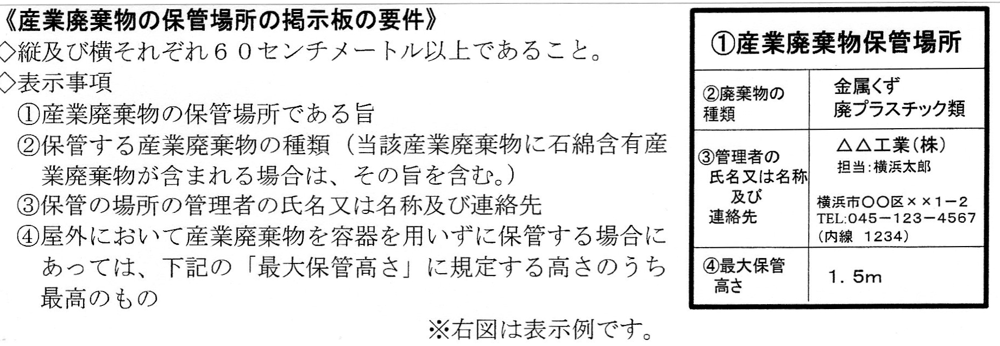 《産業廃棄物の保管場所の掲示板の要件》
◇縦及び横それぞれ６０センチメートル以上であること。
◇表示事項
①産業廃棄物の保管場所である旨
②保管する産業廃棄物の種類（当該産業廃棄物に石綿含有産
業廃棄物が含まれる場合は、その旨を含む。）
③保管の場所の管理者の氏名又は名称及び連絡先
④屋外において産業廃棄物を容器を用いずに保管する場合に
あっては、下記の「最大保管高さ」に規定する高さのうち
最高のもの
※右図は表示例です。
①産業廃棄物保管場所
②廃棄物の
種類
金属くず
廃プラスチック類
③管理者の
氏名又は名称
及び
連絡先
△△工業(株)
担当:横浜太郎
横浜市〇〇区××1－2
TEL:045－123－4567
(内線 1234)
④最大保管
高さ
1．5m